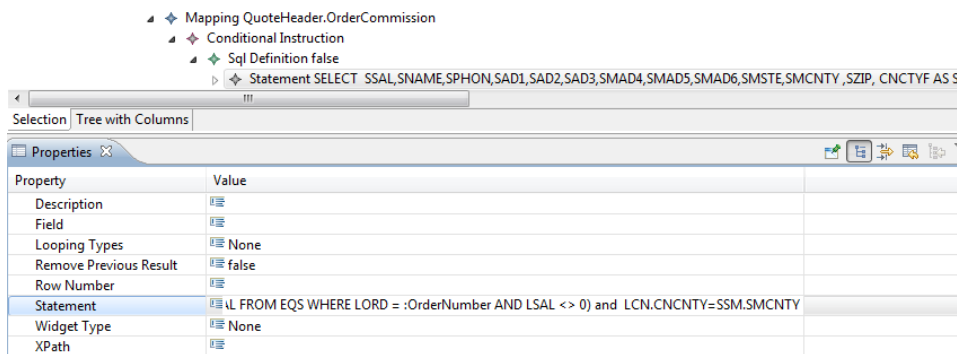 Mapping QuoteHeader.OrderCommission
Conditional Instruction
Sql Definition false
Statement SELECT SSAL,SNAME,SPHON,SAD1,SAD2,SAD3,SMAD4,SMAD5,SMAD6,SMSTE,SMCNTY ,SZIP, CNCTYF AS S
Selection Tree with Columns
Properties
Property Value
Description
Field
Looping Types None
Remove Previous Result false
Row Number
Statement AL FROM EQS WHERE LORD = :OrderNumber AND LSAL <> 0) and LCN.CNCNTY=SSM.SMCNTY
Widget Type None
XPath